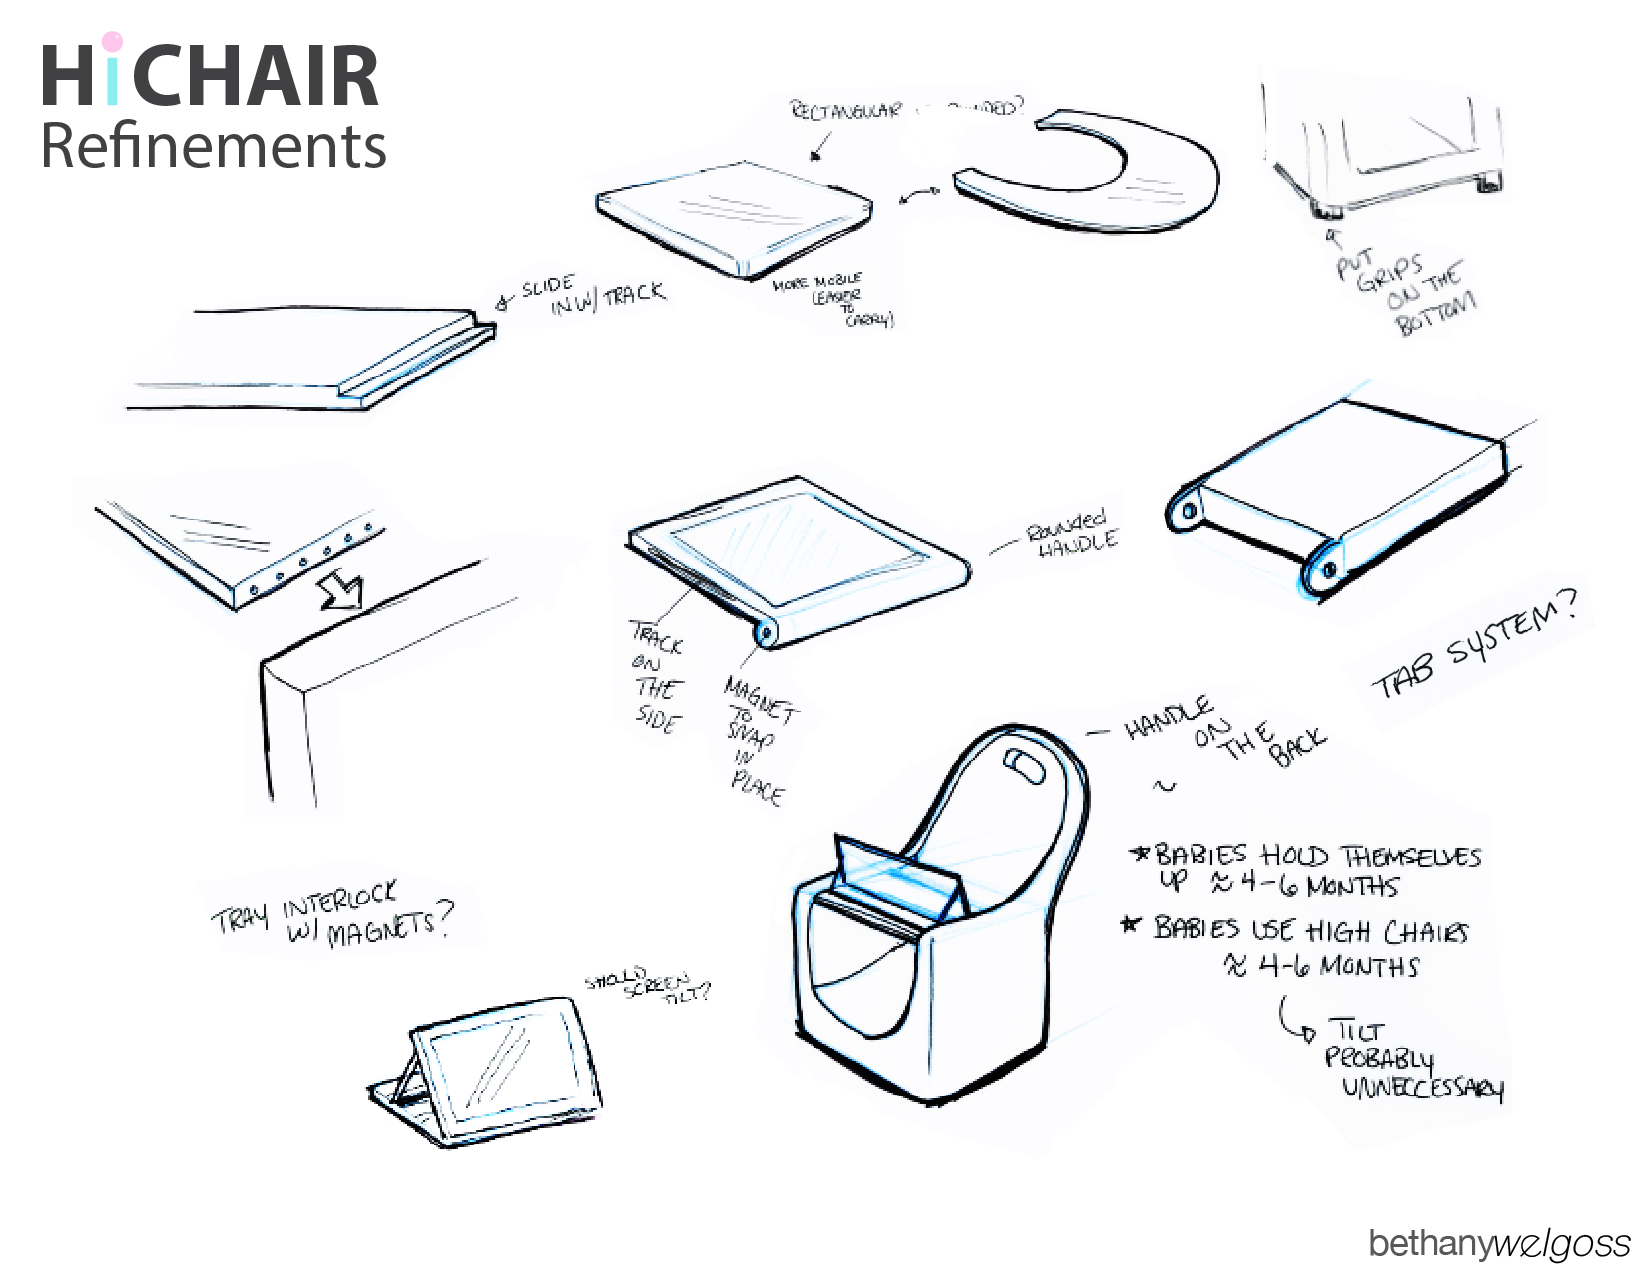 HiCHAIR
Refinements
RECTANGULAR
MORE MOBILE
(EASIER
TO
CARRY)
PUT
GRIPS
ON THE
BOTTOM
SLIDE
IN W/ TRACK
ROUNDED
HANDLE
TRACK
ON
THE
SIDE
MAGNET
TO
SNAP
IN
PLACE
TAB SYSTEM?
HANDLE
ON
THE
BACK
~
★ BABIES HOLD THEMSELVES
UP ≈ 4-6 MONTHS
★ BABIES USE HIGH CHAIRS
≈ 4-6 MONTHS
TILT
PROBABLY
UNNECCESSARY
TRAY INTERLOCK
W/ MAGNETS?
SHOULD
SCREEN
TILT?
bethanywelgoss